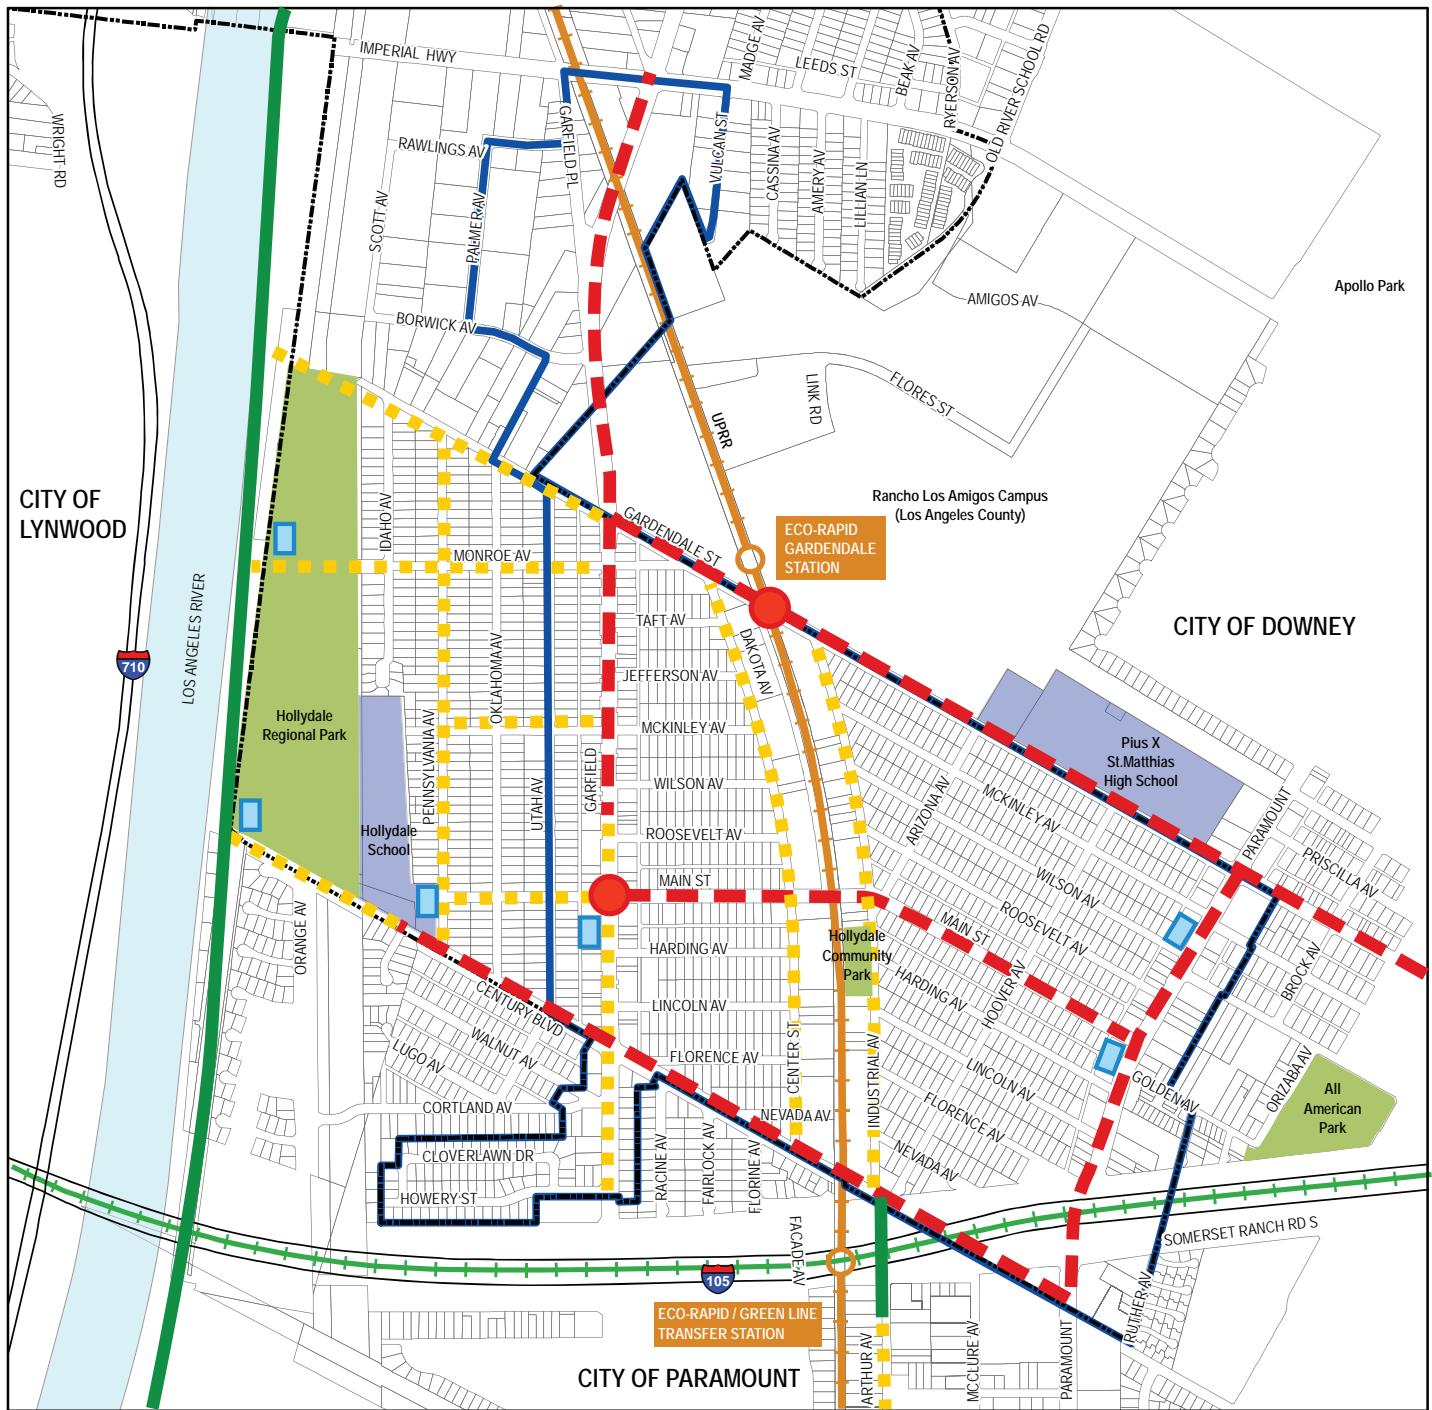 IMPERIAL HWY
MADGE AV
LEEDS ST
BEAK AV
RYERSON AV
OLD RIVER SCHOOL RD
WRIGHT RD
RAWLINGS AV
GARFIELD PL
VULCAN ST
CASSINA AV
AMERY AV
LILLIAN LN
SCOTT AV
PALMER AV
BORWICK AV
AMIGOS AV
Apollo Park
LINK RD
FLORES ST
UPRR
CITY OF
LYNWOOD
Rancho Los Amigos Campus
(Los Angeles County)
IDAHO AV
MONROE AV
GARDENDALE ST
ECO-RAPID
GARDENDALE
STATION
LOS ANGELES RIVER
710
TAFT AV
DAKOTA AV
CITY OF DOWNEY
JEFFERSON AV
OKLAHOMA AV
Hollydale
Regional Park
PENNSYLVANIA AV
MCKINLEY AV
GARFIELD
UTAH AV
WILSON AV
ROOSEVELT AV
Hollydale
School
MAIN ST
Pius X
St.Matthias
High School
ARIZONA AV
MCKINLEY AV
PARAMOUNT
PRISCILLA AV
WILSON AV
ROOSEVELT AV
MAIN ST
ORANGE AV
HARDING AV
Hollydale
Community
Park
HARDING AV
HOOVER AV
BROCK AV
CENTURY BLVD
LINCOLN AV
WALNUT AV
LUGO AV
FLORENCE AV
CENTER ST
INDUSTRIAL AV
LINCOLN AV
GOLDEN AV
ORIZABA AV
All
American
Park
CORTLAND AV
NEVADA AV
FLORENCE AV
CLOVERLAWN DR
RACINE AV
FAIRLOCK AV
FLORINE AV
NEVADA AV
HOWERY ST
FACADE AV
SOMERSET RANCH RD S
105
RUTHER AV
ECO-RAPID / GREEN LINE
TRANSFER STATION
ARTHUR AV
MCCLURE AV
PARAMOUNT
CITY OF PARAMOUNT